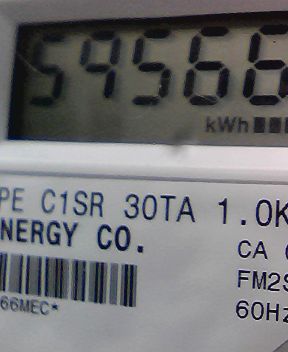 59566
kWh
PE C1SR 30TA 1.0K
NERGY CO.
CA
FM2S
66MEC*
60Hz